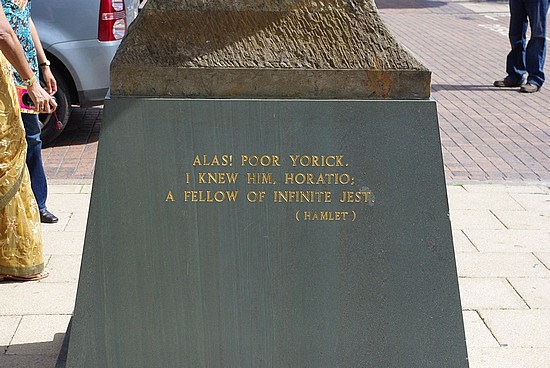 ALAS! POOR YORICK.
I KNEW HIM, HORATIO;
A FELLOW OF INFINITE JEST.
(HAMLET)